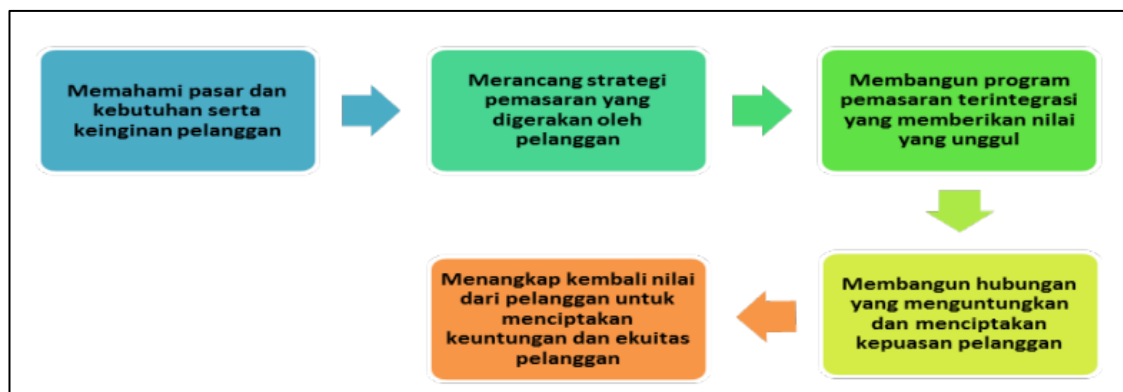 Memahami pasar dan
kebutuhan serta
keinginan pelanggan
Merancang strategi
pemasaran yang
digerakan oleh
pelanggan
Membangun program
pemasaran terintegrasi
yang memberikan nilai
yang unggul
Membangun hubungan
yang menguntungkan
dan menciptakan
kepuasan pelanggan
Menangkap kembali nilai
dari pelanggan untuk
menciptakan
keuntungan dan ekuitas
pelanggan